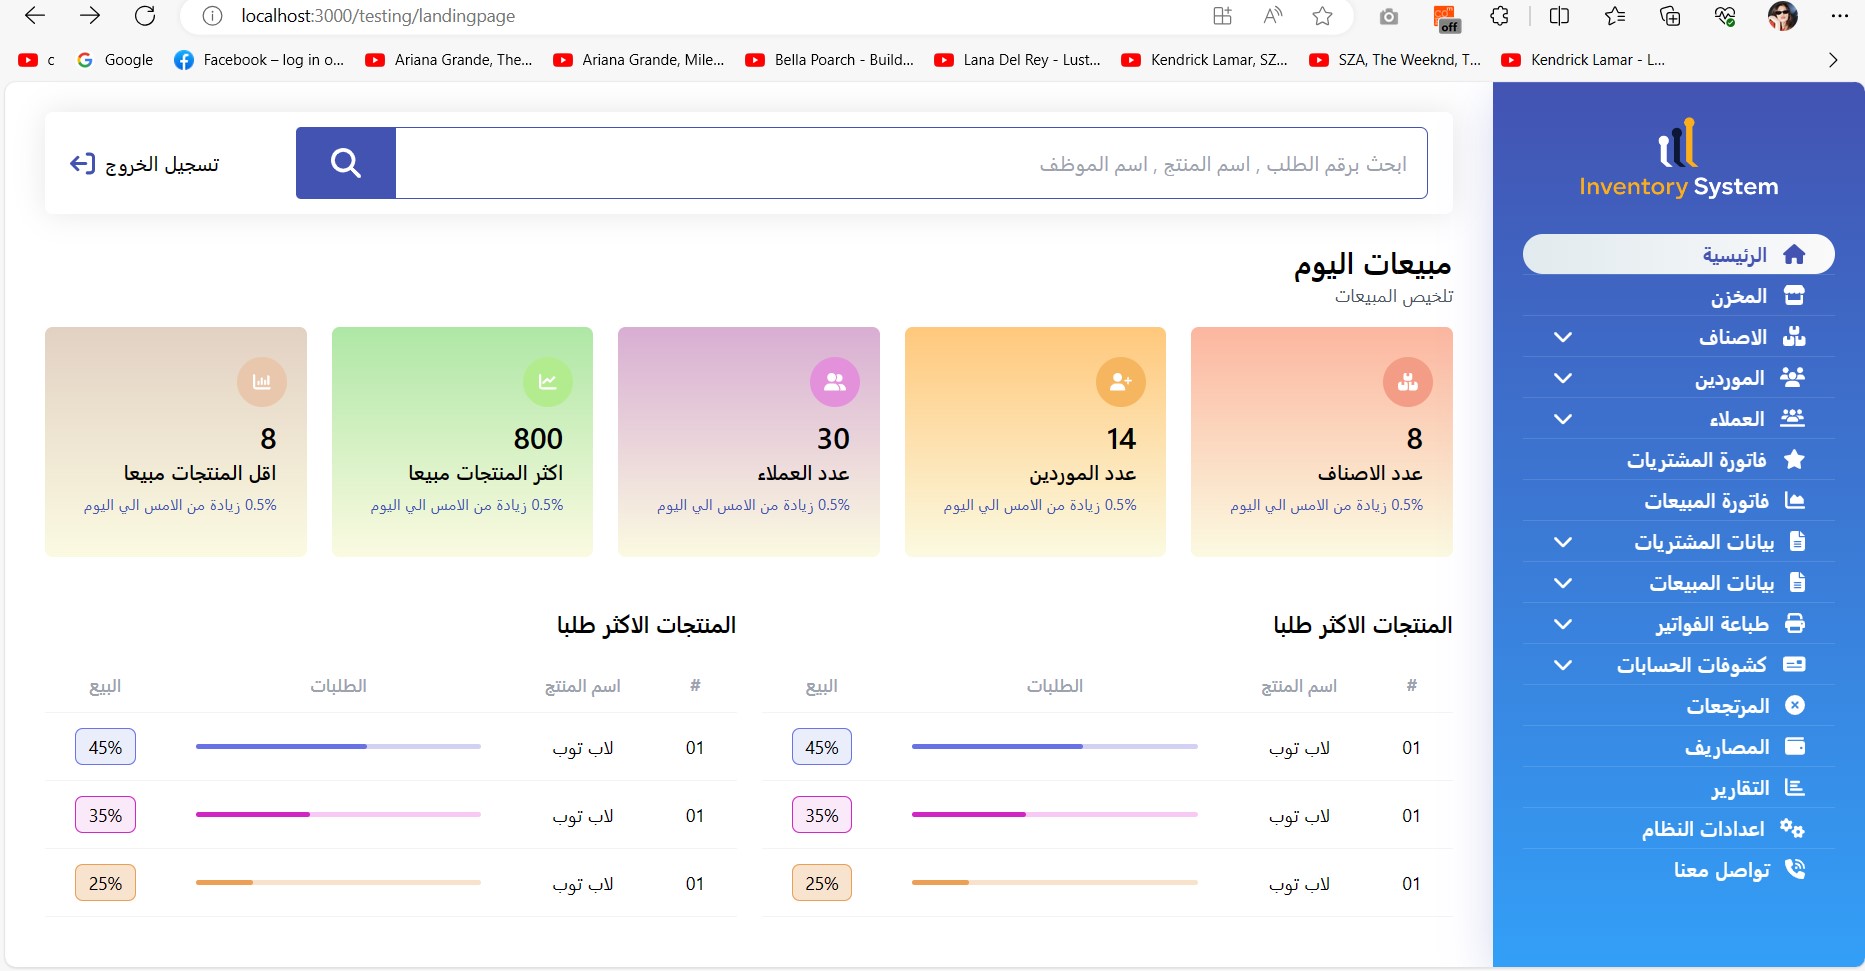 localhost:3000/testing/landingpage
off
c
Google
Facebook – log in o...
Ariana Grande, The...
Ariana Grande, Mile...
Bella Poarch - Build...
Lana Del Rey - Lust...
Kendrick Lamar, SZ...
SZA, The Weeknd, T...
Kendrick Lamar - L...
Inventory System
الرئيسية
المخزن
الاصناف
الموردين
العملاء
فاتورة المشتريات
فاتورة المبيعات
بيانات المشتريات
بيانات المبيعات
طباعة الفواتير
كشوفات الحسابات
المرتجعات
المصاريف
التقارير
اعدادات النظام
تواصل معنا
ابحث برقم الطلب , اسم المنتج , اسم الموظف
تسجيل الخروج
مبيعات اليوم
تلخيص المبيعات
8
عدد الاصناف
0.5% زيادة من الامس الي اليوم
14
عدد الموردين
0.5% زيادة من الامس الي اليوم
30
عدد العملاء
0.5% زيادة من الامس الي اليوم
800
اكثر المنتجات مبيعا
0.5% زيادة من الامس الي اليوم
8
اقل المنتجات مبيعا
0.5% زيادة من الامس الي اليوم
المنتجات الاكثر طلبا
# اسم المنتج الطلبات البيع
01 لاب توب 45%
01 لاب توب 35%
01 لاب توب 25%
المنتجات الاكثر طلبا
# اسم المنتج الطلبات البيع
01 لاب توب 45%
01 لاب توب 35%
01 لاب توب 25%